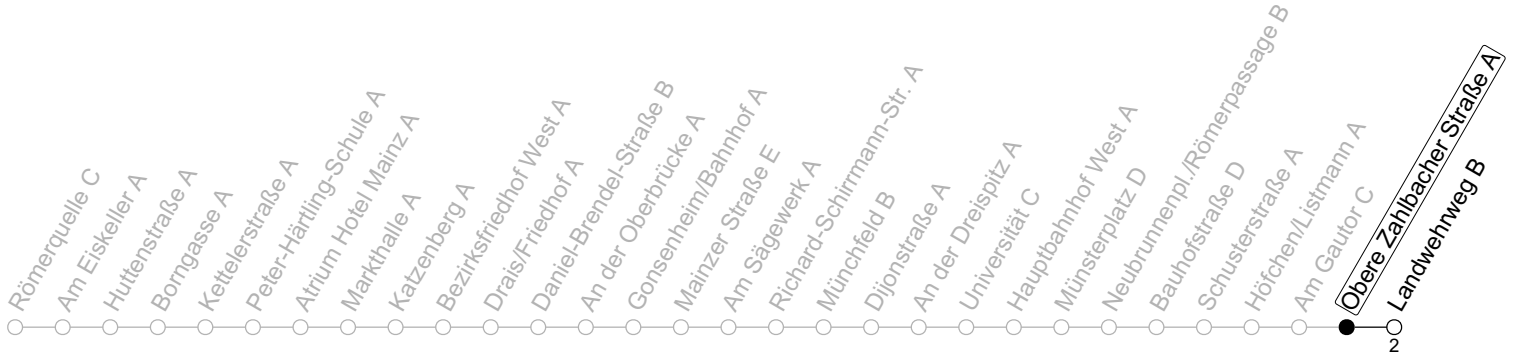 Römerquelle C
Am Eiskeller A
Huttenstraße A
Borngasse A
Kettelerstraße A
Peter-Härtling-Schule A
Atrium Hotel Mainz A
Markthalle A
Katzenberg A
Bezirksfriedhof West A
Drais/Friedhof A
Daniel-Brendel-Straße B
An der Oberbrücke A
Gonsenheim/Bahnhof A
Mainzer Straße E
Am Sägewerk A
Richard-Schirrmann-Str. A
Münchfeld B
Dijonstraße A
An der Dreispitz A
Universität C
Hauptbahnhof West A
Münsterplatz D
Neubrunnenpl./Römerpassage B
Bauhofstraße D
Schusterstraße A
Höfchen/Listmann A
Am Gautor C
Obere Zahlbacher Straße A
Landwehrweg B
2